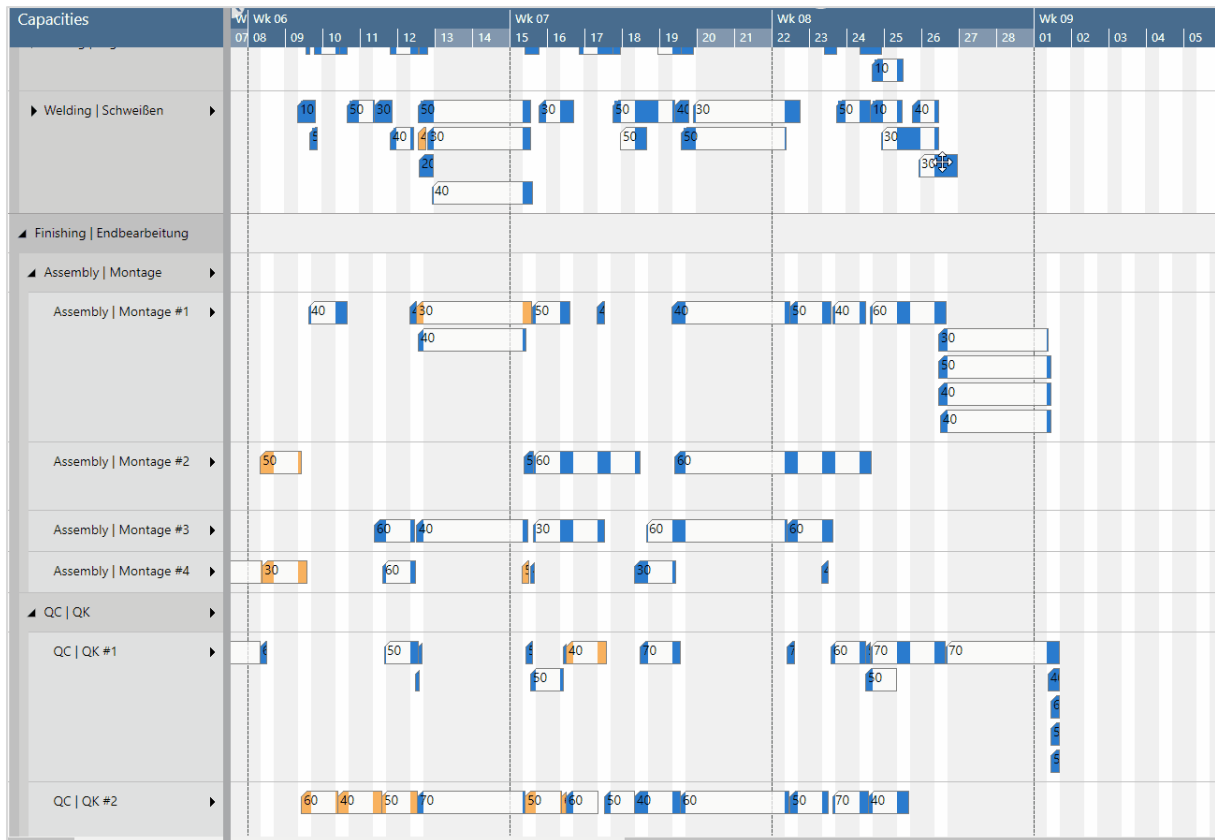 Capacities
W Wk 06 Wk 07 Wk 08 Wk 09
07 08 09 10 11 12 13 14 15 16 17 18 19 20 21 22 23 24 25 26 27 28 01 02 03 04 05
10
Welding | Schweißen
10 50 30 50 30 50 40 30 50 10 40
40 30 50 50 30
20 30
40
Finishing | Endbearbeitung
Assembly | Montage
Assembly | Montage #1
40 30 50 40 50 40 60
40 30
50
40
40
Assembly | Montage #2
50 60 60
Assembly | Montage #3
60 40 30 60 60
Assembly | Montage #4
30 60 30
QC | QK
QC | QK #1
50 40 70 60 70 70
50 50
QC | QK #2
60 40 50 70 50 60 50 40 60 50 70 40